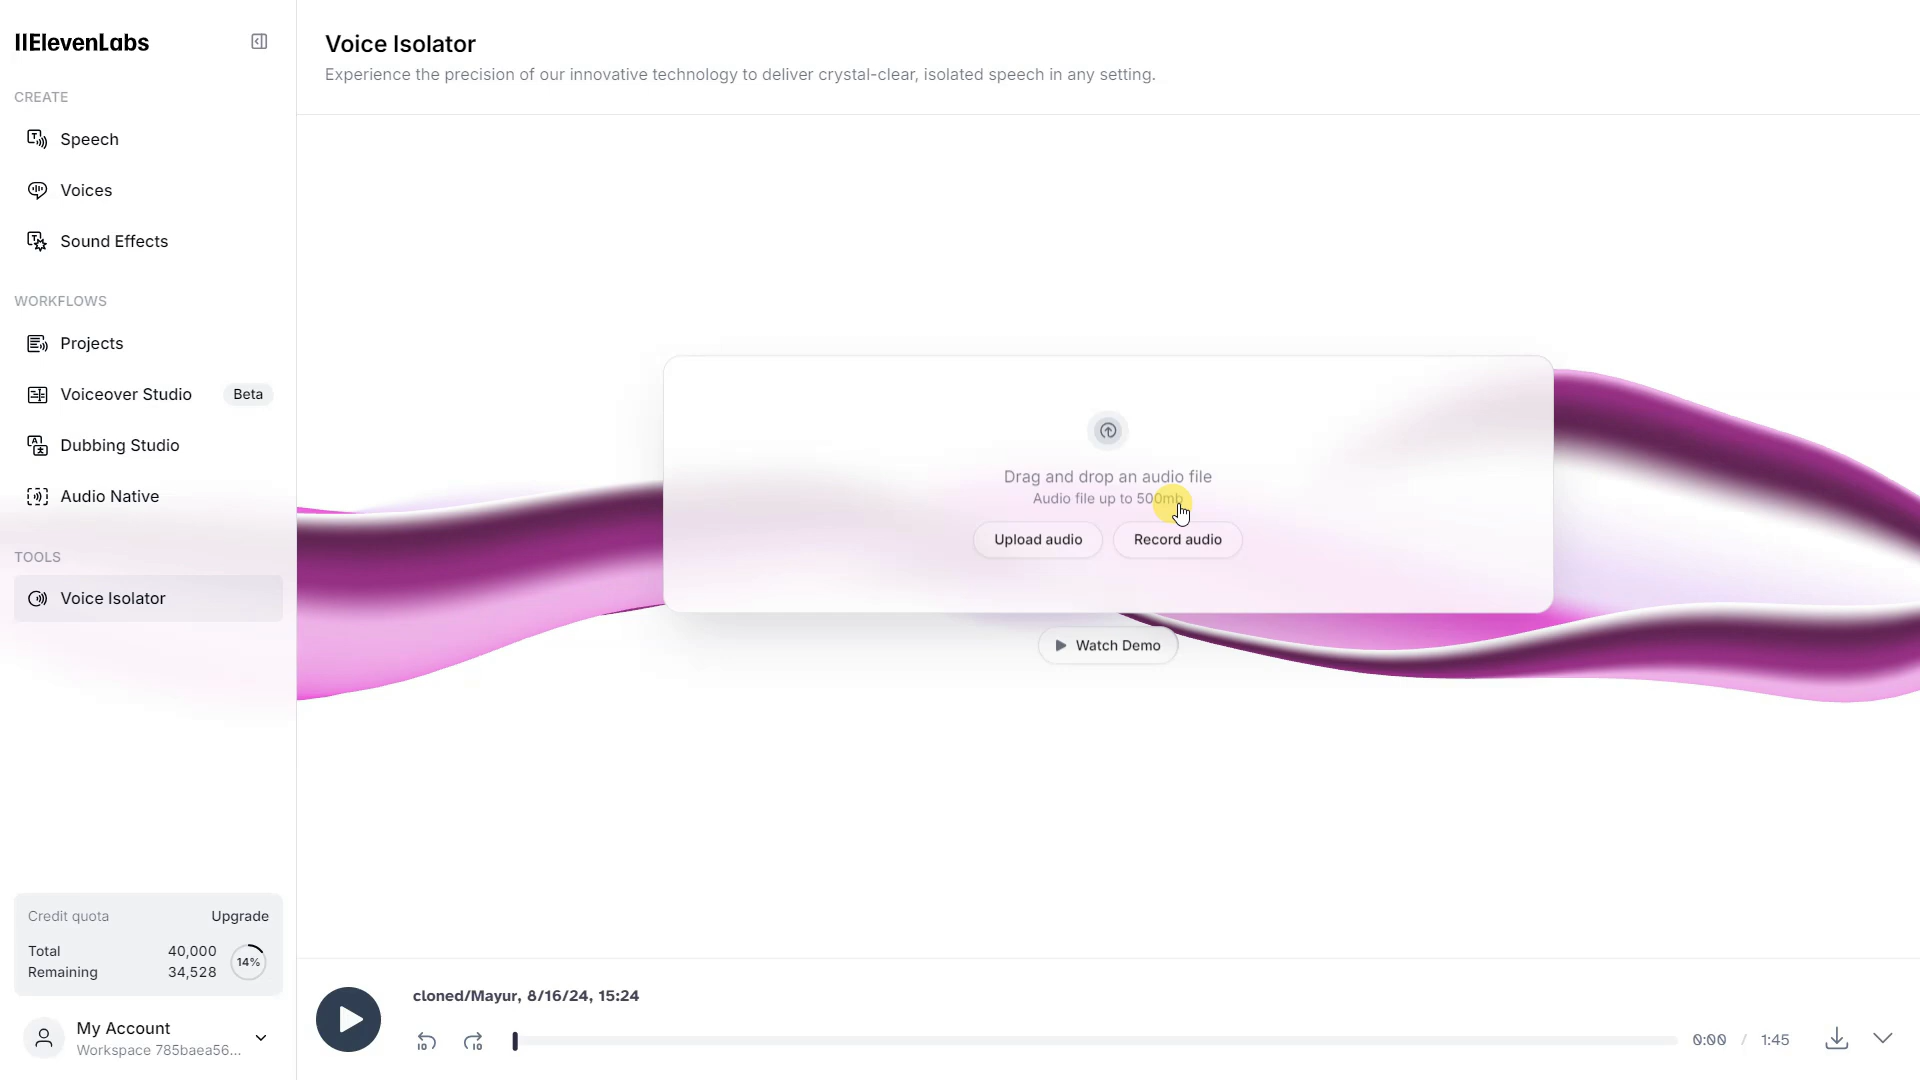 IIElevenLabs
CREATE
Speech
Voices
Sound Effects
WORKFLOWS
Projects
Voiceover Studio Beta
Dubbing Studio
Audio Native
TOOLS
Voice Isolator
Credit quota Upgrade
Total 40,000
Remaining 34,528
14%
My Account
Workspace 785baea56...
Voice Isolator
Experience the precision of our innovative technology to deliver crystal-clear, isolated speech in any setting.
Drag and drop an audio file
Audio file up to 500mb
Upload audio Record audio
Watch Demo
cloned/Mayur, 8/16/24, 15:24
10 10 0:00 / 1:45